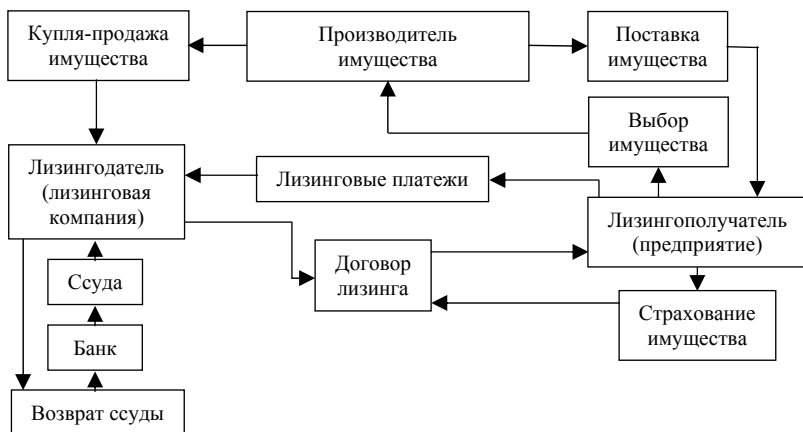 Купля-продажа
имущества
Производитель
имущества
Поставка
имущества
Выбор
имущества
Лизингодатель
(лизинговая
компания)
Лизинговые платежи
Лизингополучатель
(предприятие)
Договор
лизинга
Ссуда
Страхование
имущества
Банк
Возврат ссуды